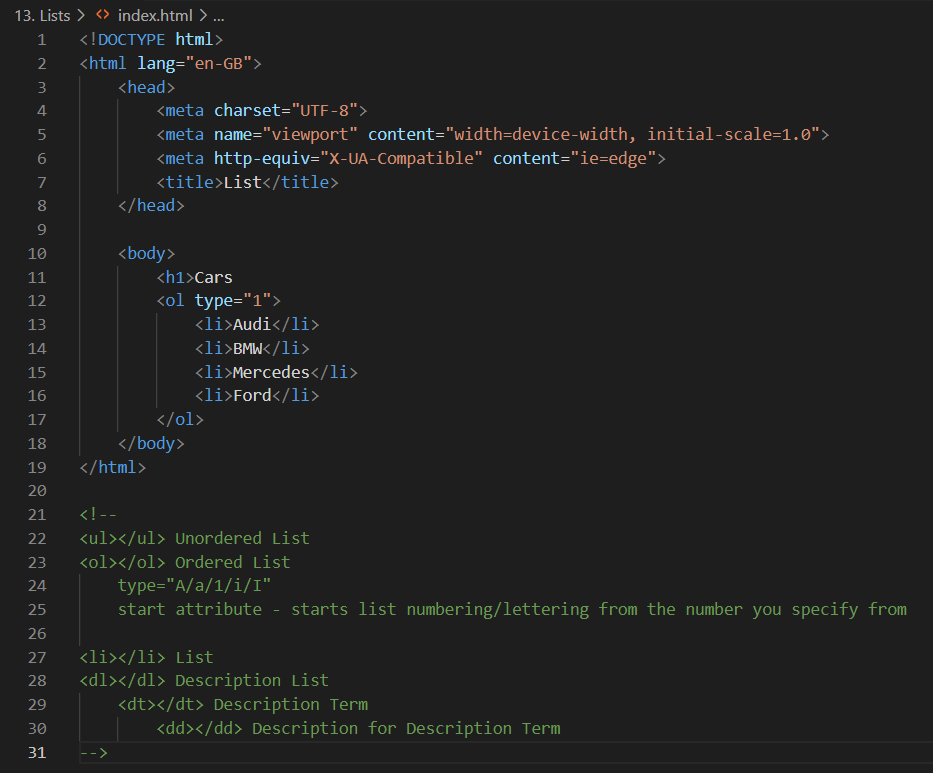 13. Lists > <> index.html > ...
1 <!DOCTYPE html>
2 <html lang="en-GB">
3     <head>
4         <meta charset="UTF-8">
5         <meta name="viewport" content="width=device-width, initial-scale=1.0">
6         <meta http-equiv="X-UA-Compatible" content="ie=edge">
7         <title>List</title>
8     </head>
9
10     <body>
11         <h1>Cars
12         <ol type="1">
13             <li>Audi</li>
14             <li>BMW</li>
15             <li>Mercedes</li>
16             <li>Ford</li>
17         </ol>
18     </body>
19 </html>
20
21 <!--
22 <ul></ul> Unordered List
23 <ol></ol> Ordered List
24     type="A/a/1/i/I"
25     start attribute - starts list numbering/lettering from the number you specify from
26
27 <li></li> List
28 <dl></dl> Description List
29     <dt></dt> Description Term
30         <dd></dd> Description for Description Term
31 -->